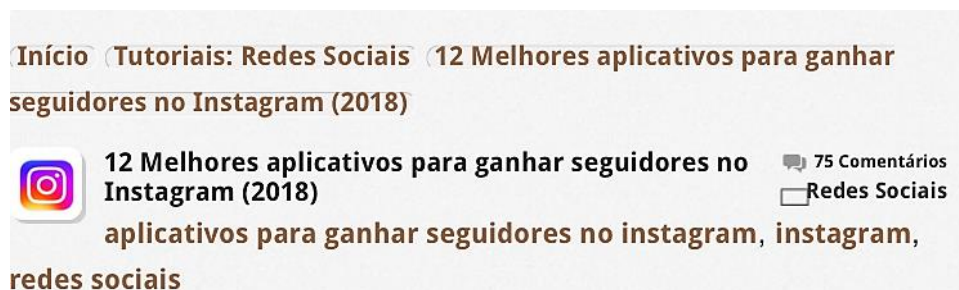 Início Tutoriais: Redes Sociais 12 Melhores aplicativos para ganhar
seguidores no Instagram (2018)
12 Melhores aplicativos para ganhar seguidores no
Instagram (2018)
75 Comentários
Redes Sociais
aplicativos para ganhar seguidores no instagram, instagram,
redes sociais